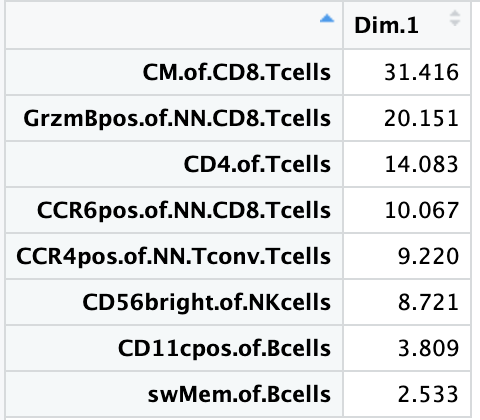 Dim.1
CM.of.CD8.Tcells 31.416
GrzmBpos.of.NN.CD8.Tcells 20.151
CD4.of.Tcells 14.083
CCR6pos.of.NN.CD8.Tcells 10.067
CCR4pos.of.NN.Tconv.Tcells 9.220
CD56bright.of.NKcells 8.721
CD11cpos.of.Bcells 3.809
swMem.of.Bcells 2.533